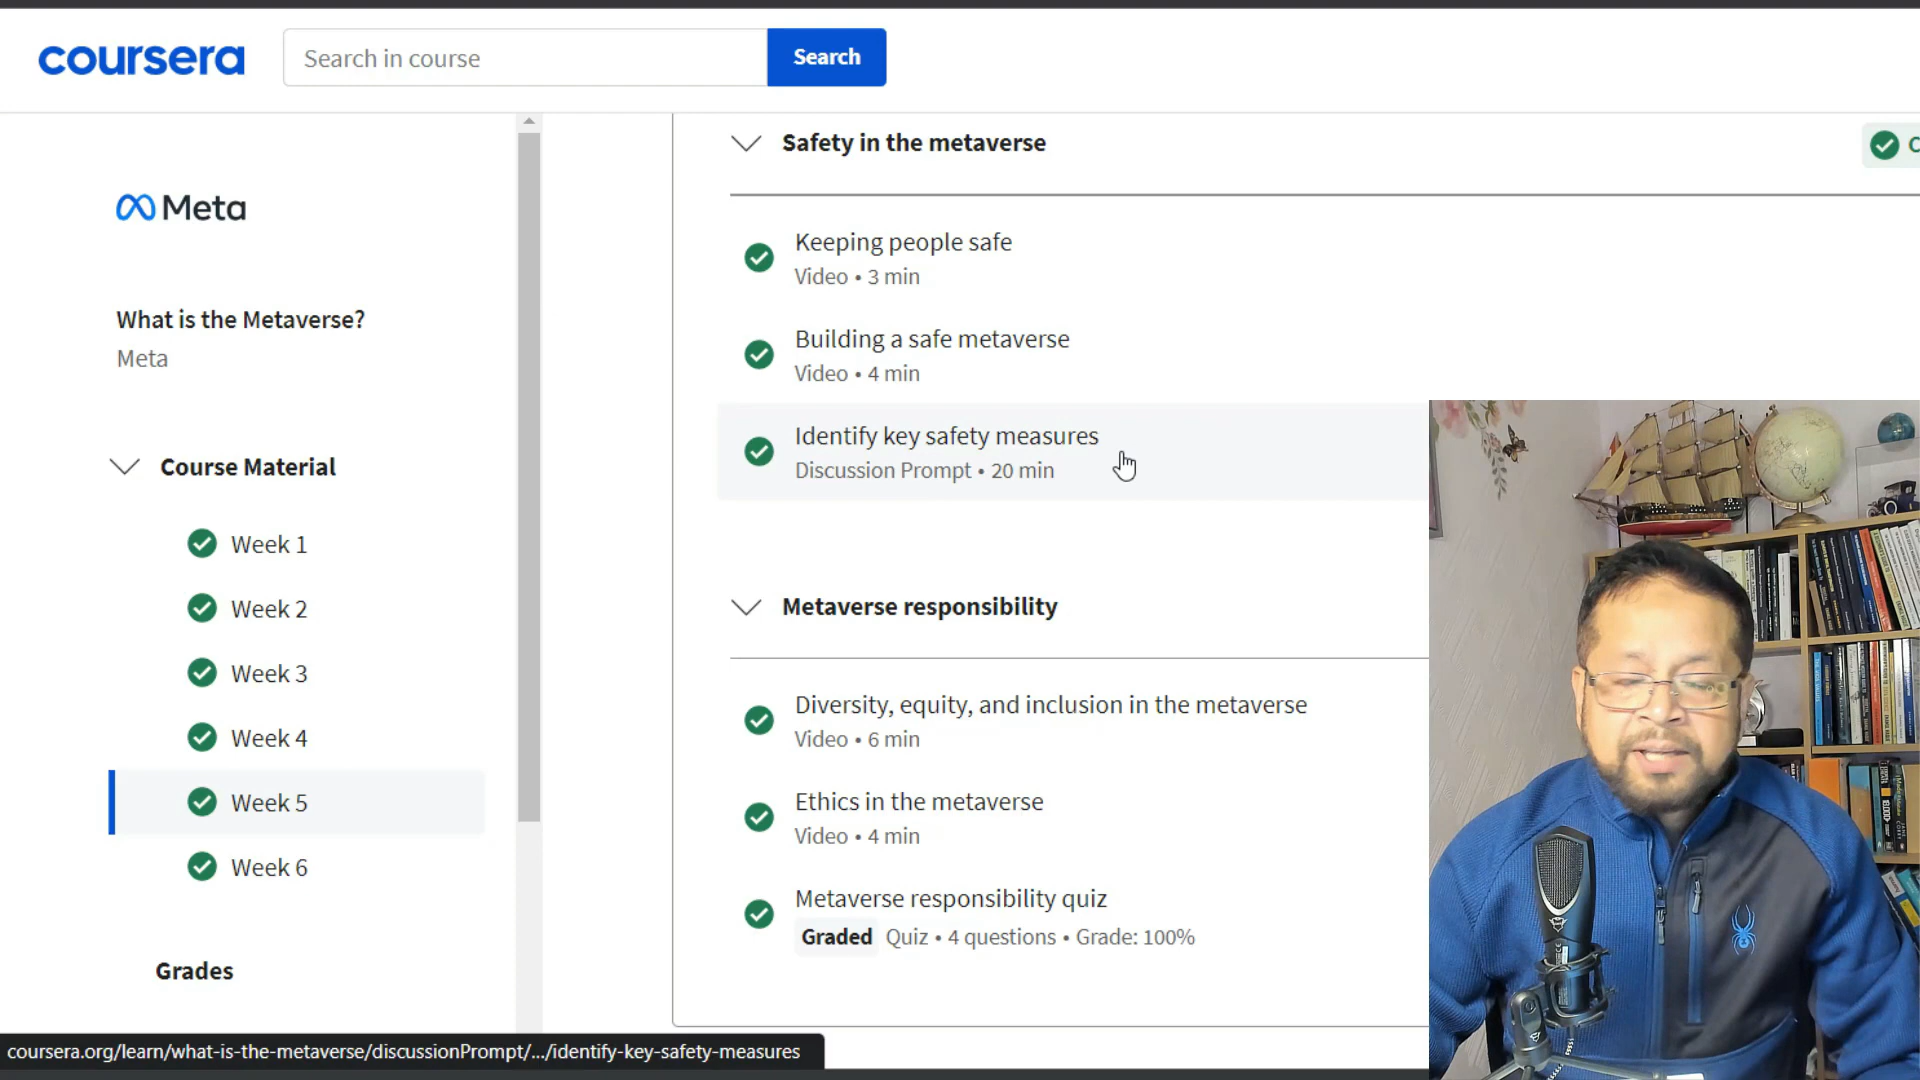 coursera
Search in course
Search
Meta
What is the Metaverse?
Meta
Course Material
Week 1
Week 2
Week 3
Week 4
Week 5
Week 6
Grades
Safety in the metaverse
Keeping people safe
Video • 3 min
Building a safe metaverse
Video • 4 min
Identify key safety measures
Discussion Prompt • 20 min
Metaverse responsibility
Diversity, equity, and inclusion in the metaverse
Video • 6 min
Ethics in the metaverse
Video • 4 min
Metaverse responsibility quiz
Graded Quiz • 4 questions • Grade: 100%
coursera.org/learn/what-is-the-metaverse/discussionPrompt/.../identify-key-safety-measures